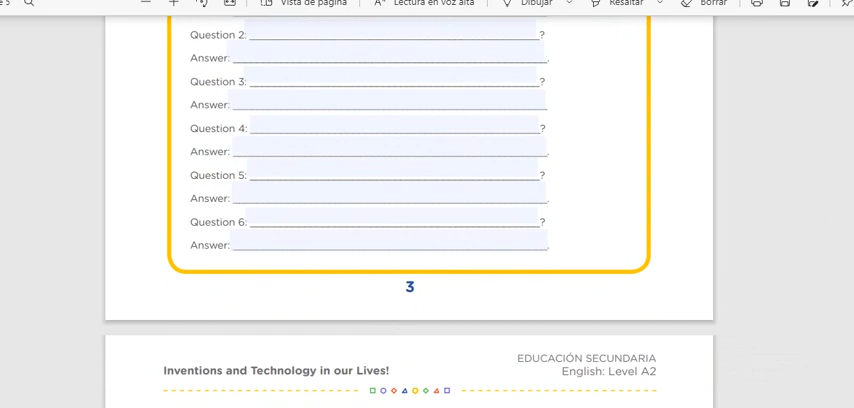 e 5
Vista de página
Lectura en voz alta
Dibujar
Resaltar
Borrar
Question 2: ?
Answer: .
Question 3: ?
Answer:
Question 4: ?
Answer: .
Question 5: ?
Answer: .
Question 6: ?
Answer: .
3
EDUCACIÓN SECUNDARIA
Inventions and Technology in our Lives!
English: Level A2